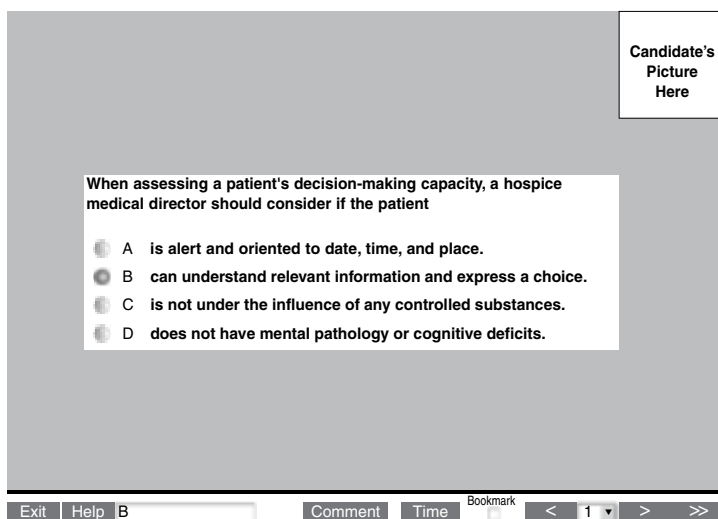 Candidate's
Picture
Here
When assessing a patient's decision-making capacity, a hospice
medical director should consider if the patient
A is alert and oriented to date, time, and place.
B can understand relevant information and express a choice.
C is not under the influence of any controlled substances.
D does not have mental pathology or cognitive deficits.
Exit Help B Comment Time Bookmark < 1 > >>